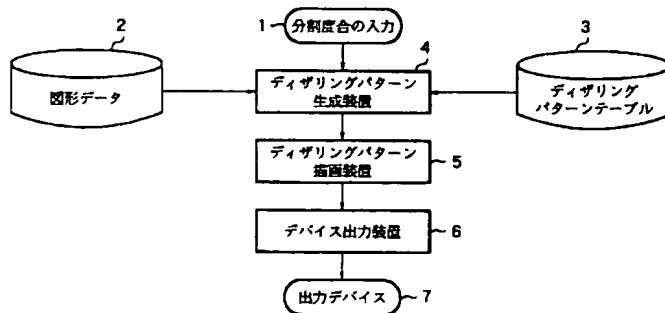 1
分割度合の入力
2
図形データ
3
ディザリング
パターンテーブル
4
ディザリングパターン
生成装置
ディザリングパターン
描画装置
5
デバイス出力装置
6
出力デバイス
7